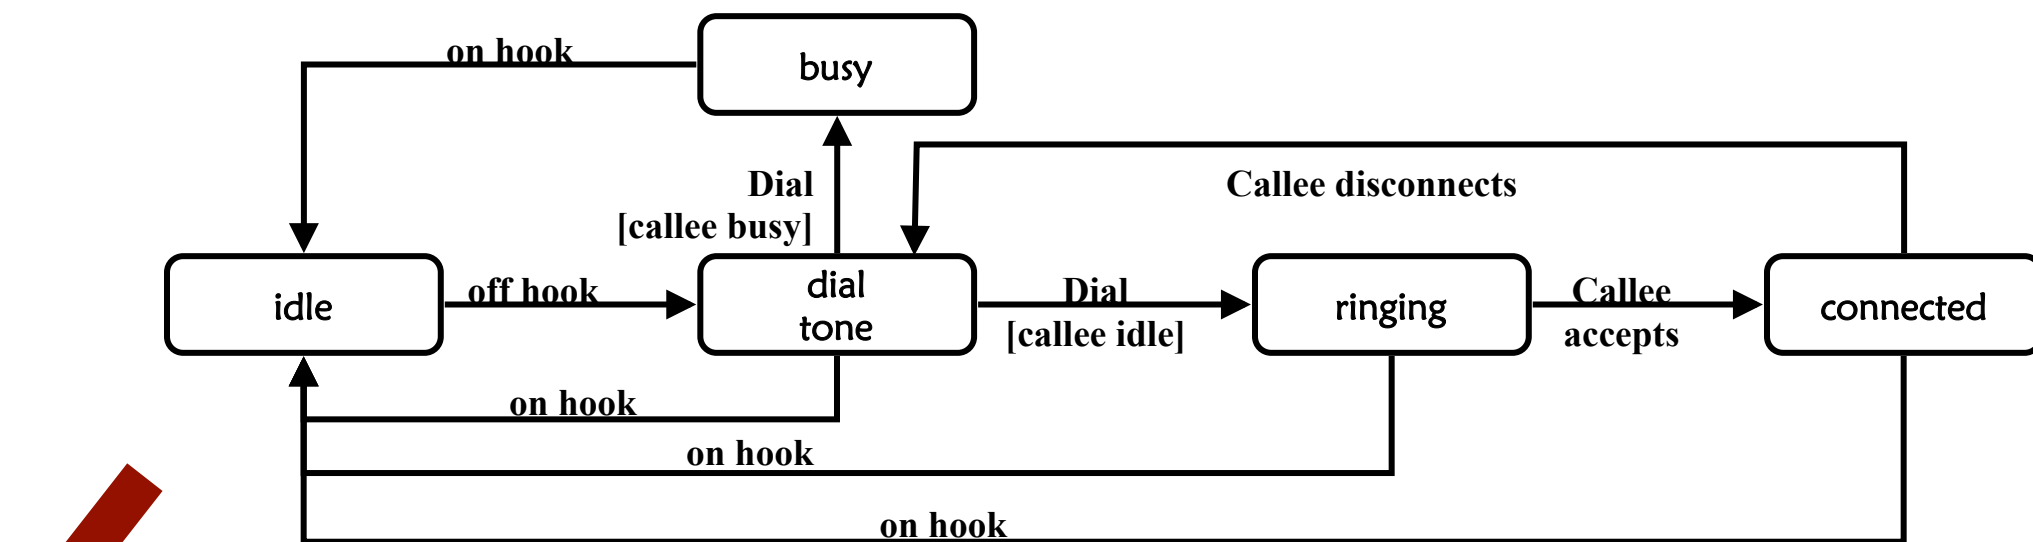 on hook
busy
Dial
[callee busy]
Callee disconnects
idle
off hook
dial
tone
Dial
[callee idle]
ringing
Callee
accepts
connected
on hook
on hook
on hook